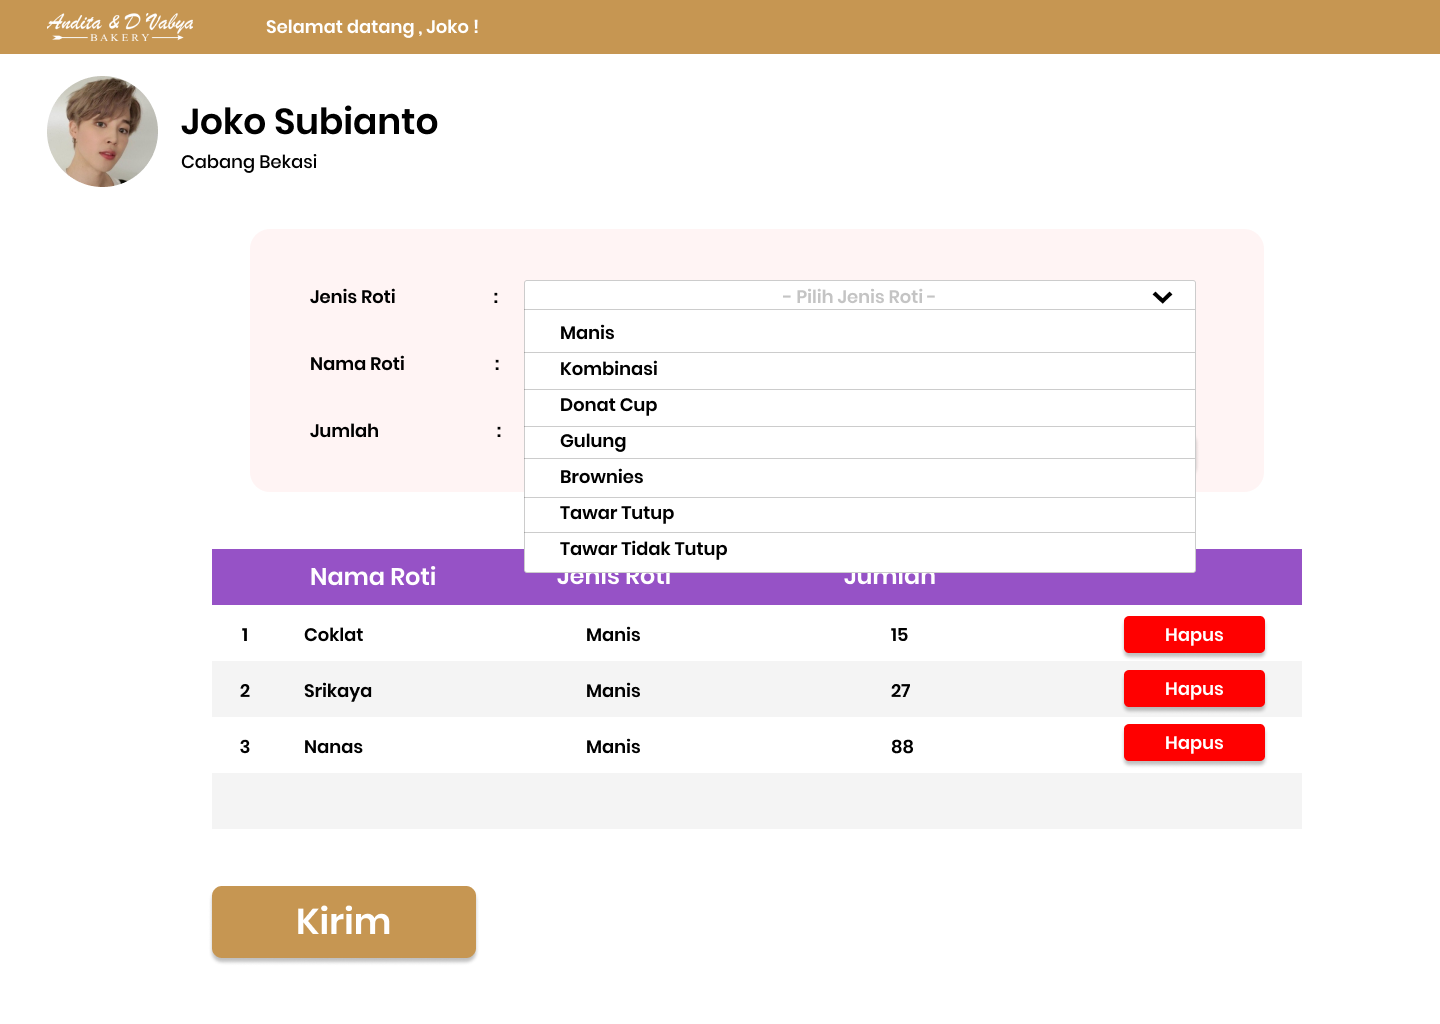 Andita & D'Vabya
BAKERY
Selamat datang , Joko !
Joko Subianto
Cabang Bekasi
Jenis Roti : - Pilih Jenis Roti -
Manis
Nama Roti :
Kombinasi
Donat Cup
Jumlah :
Gulung
Brownies
Tawar Tutup
Tawar Tidak Tutup
Nama Roti Jenis Roti Jumlah
1 Coklat Manis 15 Hapus
2 Srikaya Manis 27 Hapus
3 Nanas Manis 88 Hapus
Kirim